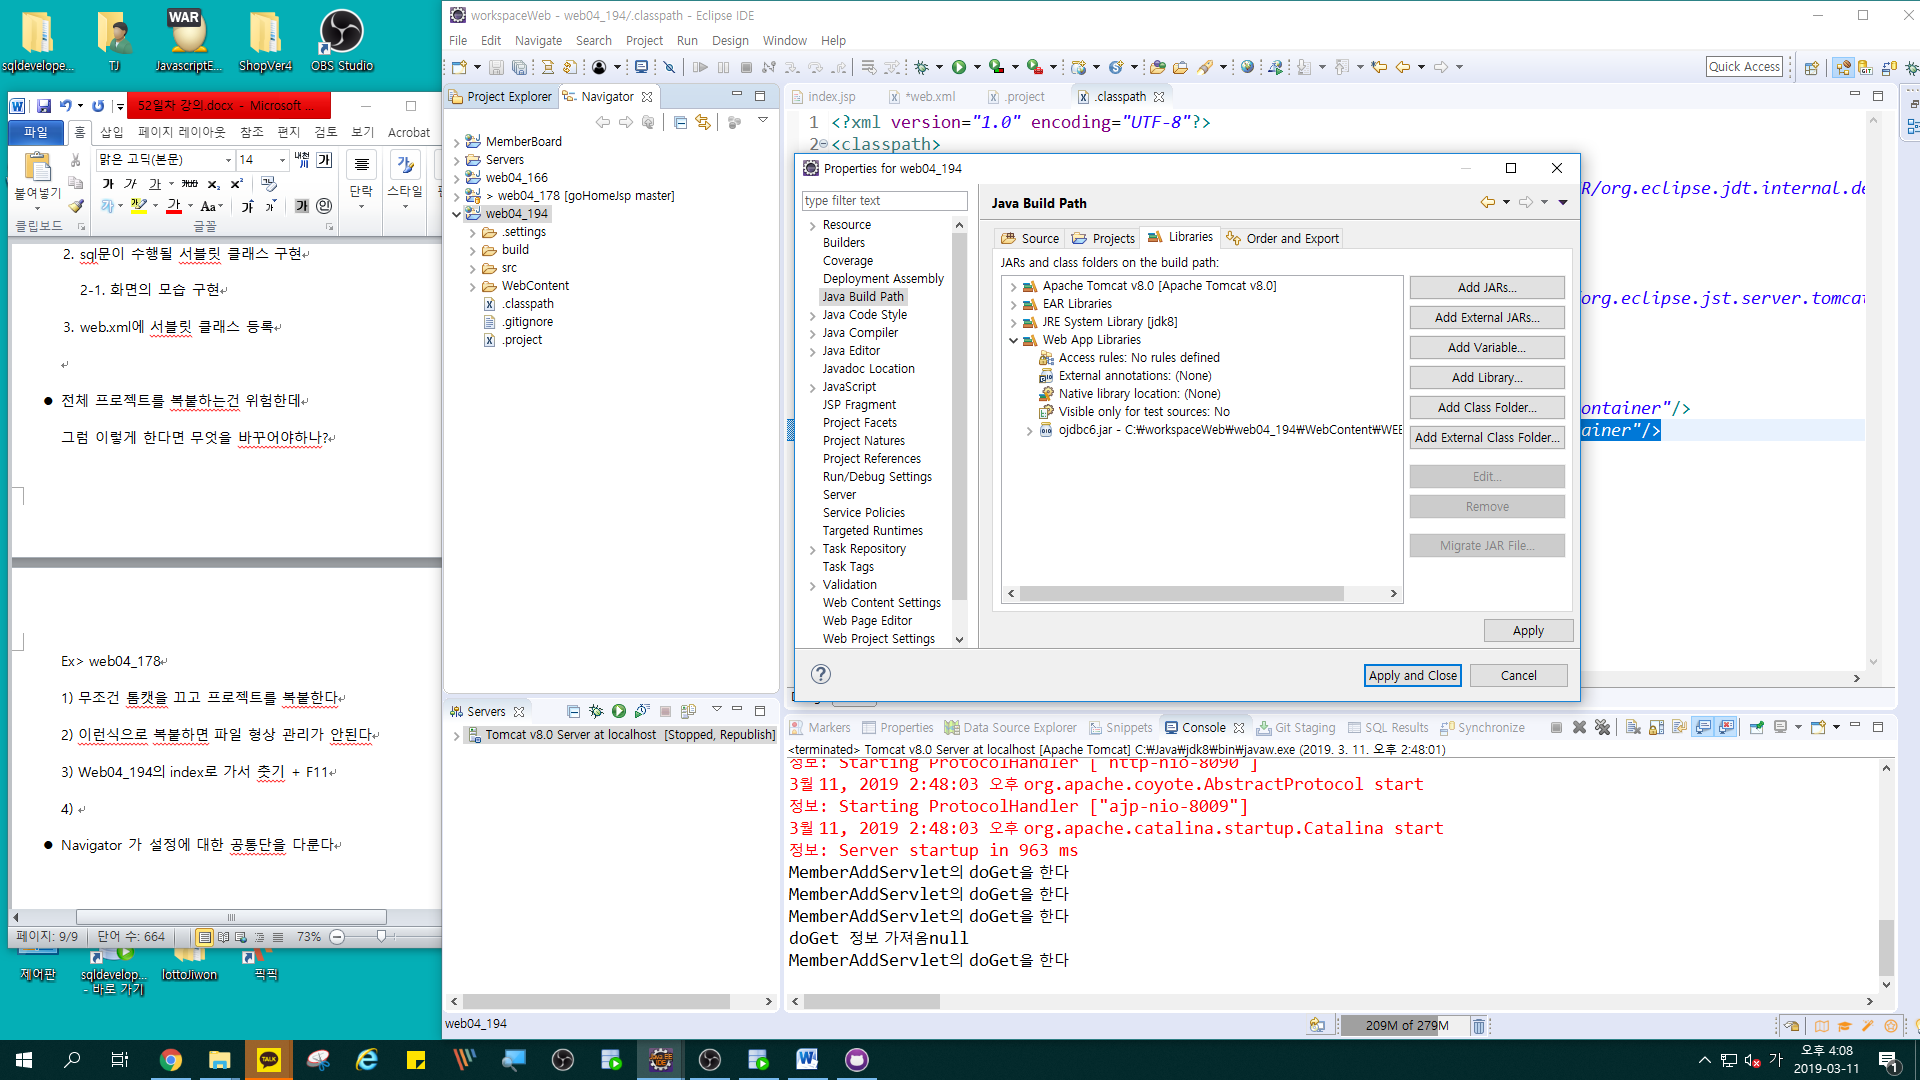 sqldevelope...
TJ
JavascriptE...
ShopVer4
OBS Studio
WAR
52일차 강의.docx - Microsoft ...
파일
홈
삽입
페이지 레이아웃
참조
편지
검토
보기
Acrobat
맑은 고딕(본문)
14
붙여넣기
클립보드
글꼴
단락
스타일
2. sql문이 수행될 서블릿 클래스 구현
2-1. 화면의 모습 구현
3. web.xml에 서블릿 클래스 등록
● 전체 프로젝트를 복붙하는건 위험한데
그럼 이렇게 한다면 무엇을 바꾸어야하나?
Ex> web04_178
1) 무조건 톰캣을 끄고 프로젝트를 복붙한다
2) 이런식으로 복붙하면 파일 형상 관리가 안된다
3) Web04_194의 index로 가서 춧기 + F11
4)
● Navigator 가 설정에 대한 공통단을 다룬다
페이지: 9/9
단어 수: 664
73%
제어판
sqldevelop...
- 바로 가기
lottoJiwon
픽픽
workspaceWeb - web04_194/.classpath - Eclipse IDE
File Edit Navigate Search Project Run Design Window Help
Quick Access
Project Explorer
Navigator
MemberBoard
Servers
web04_166
> web04_178 [goHomeJsp master]
web04_194
.settings
build
src
WebContent
.classpath
.gitignore
.project
index.jsp
*web.xml
.project
.classpath
1 <?xml version="1.0" encoding="UTF-8"?>
2 <classpath>
R/org.eclipse.jdt.internal.de
/org.eclipse.jst.server.tomca
ontainer"/>
ainer"/>
Properties for web04_194
type filter text
Resource
Builders
Coverage
Deployment Assembly
Java Build Path
Java Code Style
Java Compiler
Java Editor
Javadoc Location
JavaScript
JSP Fragment
Project Facets
Project Natures
Project References
Run/Debug Settings
Server
Service Policies
Targeted Runtimes
Task Repository
Task Tags
Validation
Web Content Settings
Web Page Editor
Web Project Settings
Java Build Path
Source
Projects
Libraries
Order and Export
JARs and class folders on the build path:
Apache Tomcat v8.0 [Apache Tomcat v8.0]
EAR Libraries
JRE System Library [jdk8]
Web App Libraries
Access rules: No rules defined
External annotations: (None)
Native library location: (None)
Visible only for test sources: No
ojdbc6.jar - C:₩workspaceWeb₩web04_194₩WebContent₩WEB
Add JARs...
Add External JARs...
Add Variable...
Add Library...
Add Class Folder...
Add External Class Folder...
Edit...
Remove
Migrate JAR File...
Apply
Apply and Close
Cancel
Servers
Tomcat v8.0 Server at localhost [Stopped, Republish]
Markers
Properties
Data Source Explorer
Snippets
Console
Git Staging
SQL Results
Synchronize
<terminated> Tomcat v8.0 Server at localhost [Apache Tomcat] C:₩Java₩jdk8₩bin₩javaw.exe (2019. 3. 11. 오후 2:48:01)
정보: Starting ProtocolHandler ["http-nio-8090"]
3월 11, 2019 2:48:03 오후 org.apache.coyote.AbstractProtocol start
정보: Starting ProtocolHandler ["ajp-nio-8009"]
3월 11, 2019 2:48:03 오후 org.apache.catalina.startup.Catalina start
정보: Server startup in 963 ms
MemberAddServlet의 doGet을 한다
MemberAddServlet의 doGet을 한다
MemberAddServlet의 doGet을 한다
doGet 정보 가져옴null
MemberAddServlet의 doGet을 한다
web04_194
209M of 279M
TALK
가
오후 4:08
2019-03-11
1